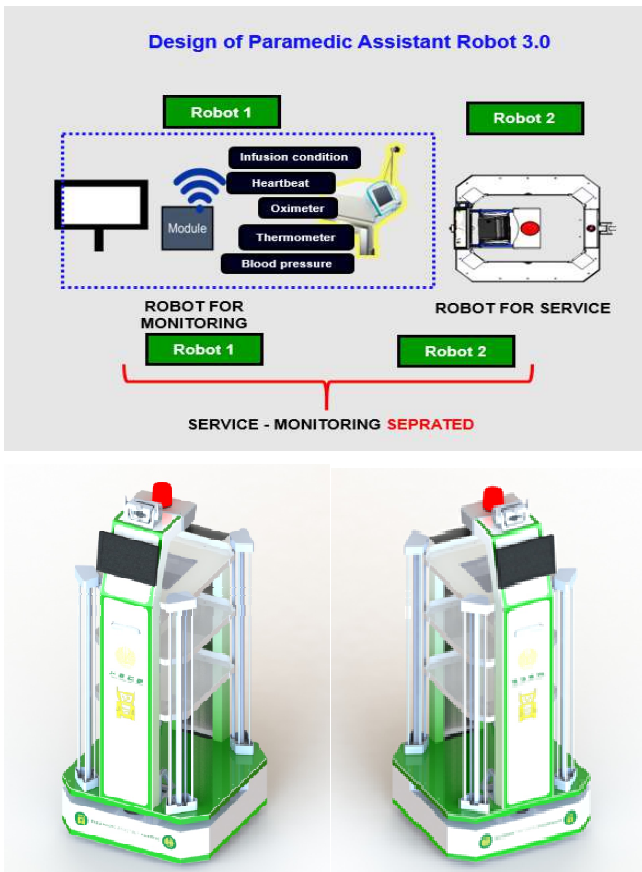 Design of Paramedic Assistant Robot 3.0
Robot 1
Robot 2
Infusion condition
Heartbeat
Module
Oximeter
Thermometer
Blood pressure
ROBOT FOR
MONITORING
ROBOT FOR SERVICE
Robot 1
Robot 2
SERVICE - MONITORING SEPRATED